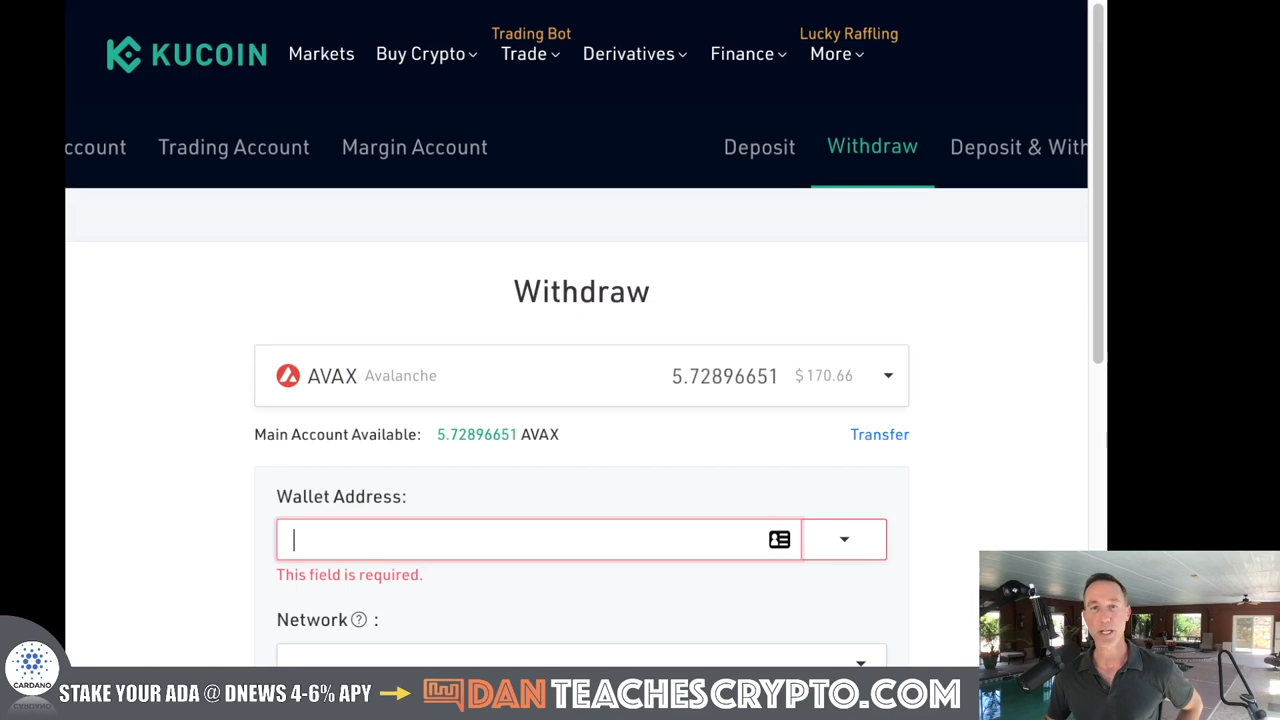 Trading Bot
Lucky Raffling
KUCOIN Markets Buy Crypto Trade Derivatives Finance More
ccount Trading Account Margin Account Deposit Withdraw Deposit & With
Withdraw
AVAX Avalanche 5.72896651 $ 170.66
Main Account Available: 5.72896651 AVAX Transfer
Wallet Address:
This field is required.
Network ? :
CARDANO
STAKE YOUR ADA @ DNEWS 4-6% APY → DANTEACHESCRYPTO.COM